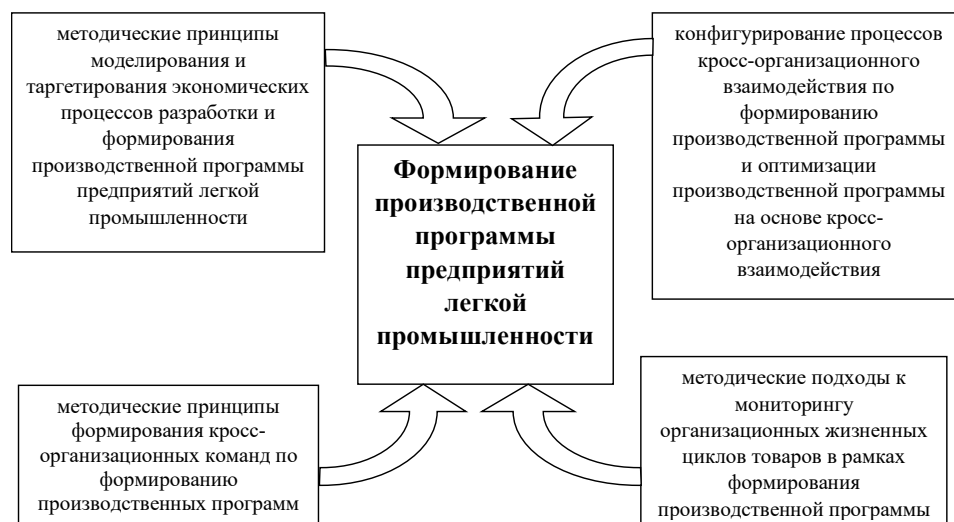 методические принципы
моделирования и
таргетирования экономических
процессов разработки и
формирования
производственной программы
предприятий легкой
промышленности
конфигурирование процессов
кросс-организационного
взаимодействия по
формированию
производственной программы
и оптимизации
производственной программы
на основе кросс-
организационного
взаимодействия
Формирование
производственной
программы
предприятий
легкой
промышленности
методические принципы
формирования кросс-
организационных команд по
формированию
производственных программ
методические подходы к
мониторингу
организационных жизненных
циклов товаров в рамках
формирования
производственной программы